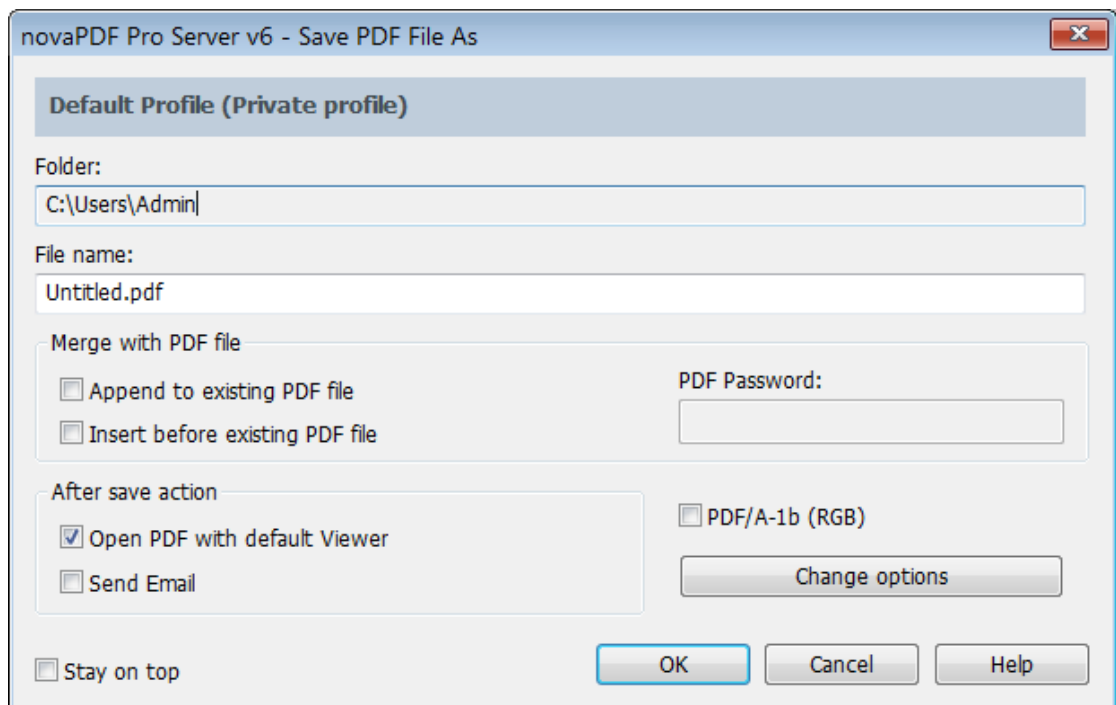 novaPDF Pro Server v6 - Save PDF File As
Default Profile (Private profile)
Folder:
C:\Users\Admin
File name:
Untitled.pdf
Merge with PDF file
Append to existing PDF file
Insert before existing PDF file
PDF Password:
After save action
Open PDF with default Viewer
Send Email
PDF/A-1b (RGB)
Change options
Stay on top
OK
Cancel
Help